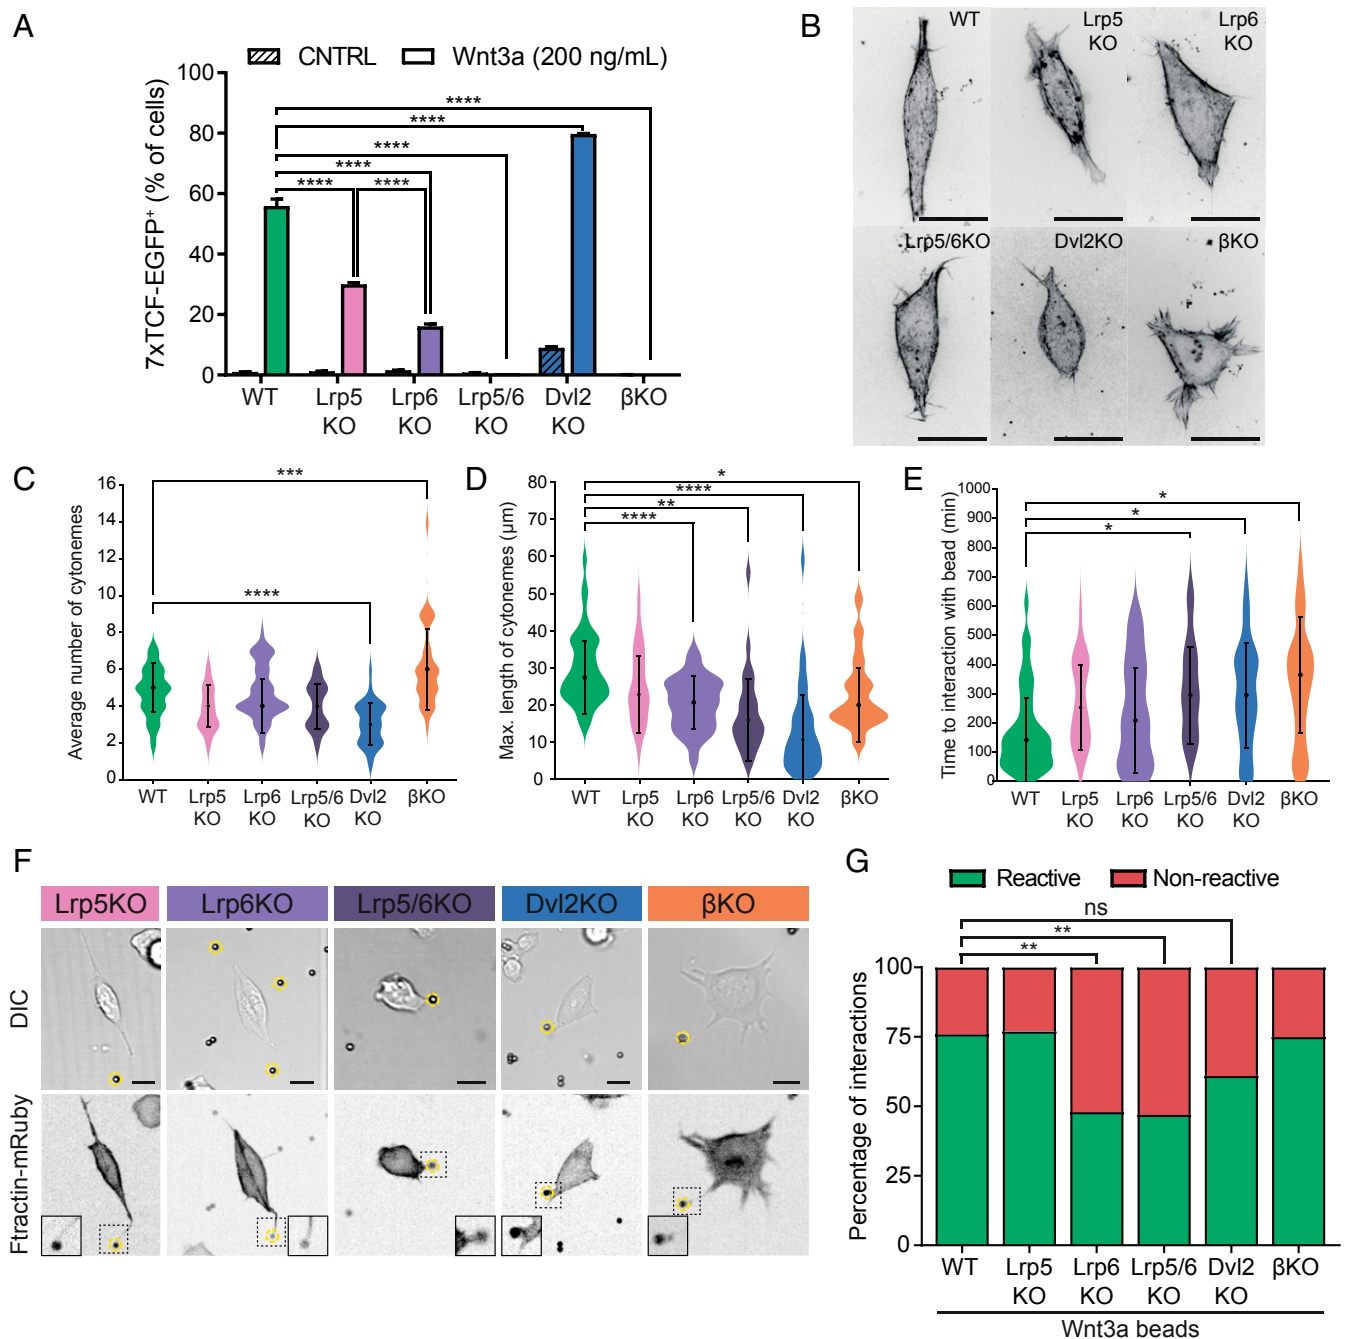 A
CNTRL Wnt3a (200 ng/mL)
7xTCF-EGFP⁺ (% of cells)
100
80
60
40
20
0
****
****
****
****
**** ****
WT Lrp5 KO Lrp6 KO Lrp5/6 KO Dvl2 KO βKO
B
WT Lrp5 KO Lrp6 KO
Lrp5/6KO Dvl2KO βKO
C
Average number of cytonemes
16
14
12
10
8
6
4
2
0
***
****
WT Lrp5 KO Lrp6 KO Lrp5/6 KO Dvl2 KO βKO
D
Max. length of cytonemes (µm)
80
70
60
50
40
30
20
10
0
*
****
**
****
WT Lrp5 KO Lrp6 KO Lrp5/6 KO Dvl2 KO βKO
E
Time to interaction with bead (min)
1000
900
800
700
600
500
400
300
200
100
0
*
*
*
WT Lrp5 KO Lrp6 KO Lrp5/6 KO Dvl2 KO βKO
F
Lrp5KO Lrp6KO Lrp5/6KO Dvl2KO βKO
DIC
Ftractin-mRuby
G
Reactive Non-reactive
ns
**
**
Percentage of interactions
100
75
50
25
0
WT Lrp5 KO Lrp6 KO Lrp5/6 KO Dvl2 KO βKO
Wnt3a beads